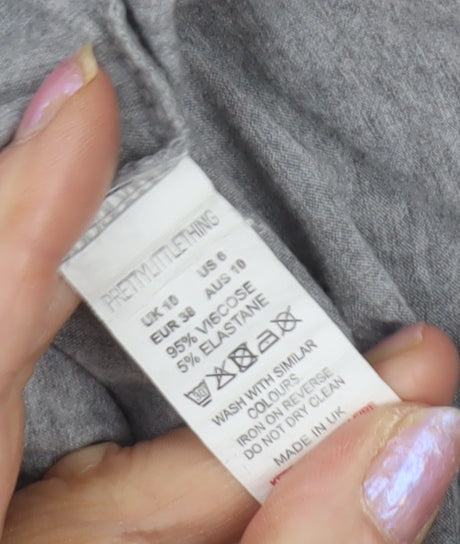 PRETTYLITTLETHING
UK 10 US 6
EUR 38 AUS 10
95% VISCOSE
5% ELASTANE
30
WASH WITH SIMILAR
COLOURS
IRON ON REVERSE
DO NOT DRY CLEAN
MADE IN UK